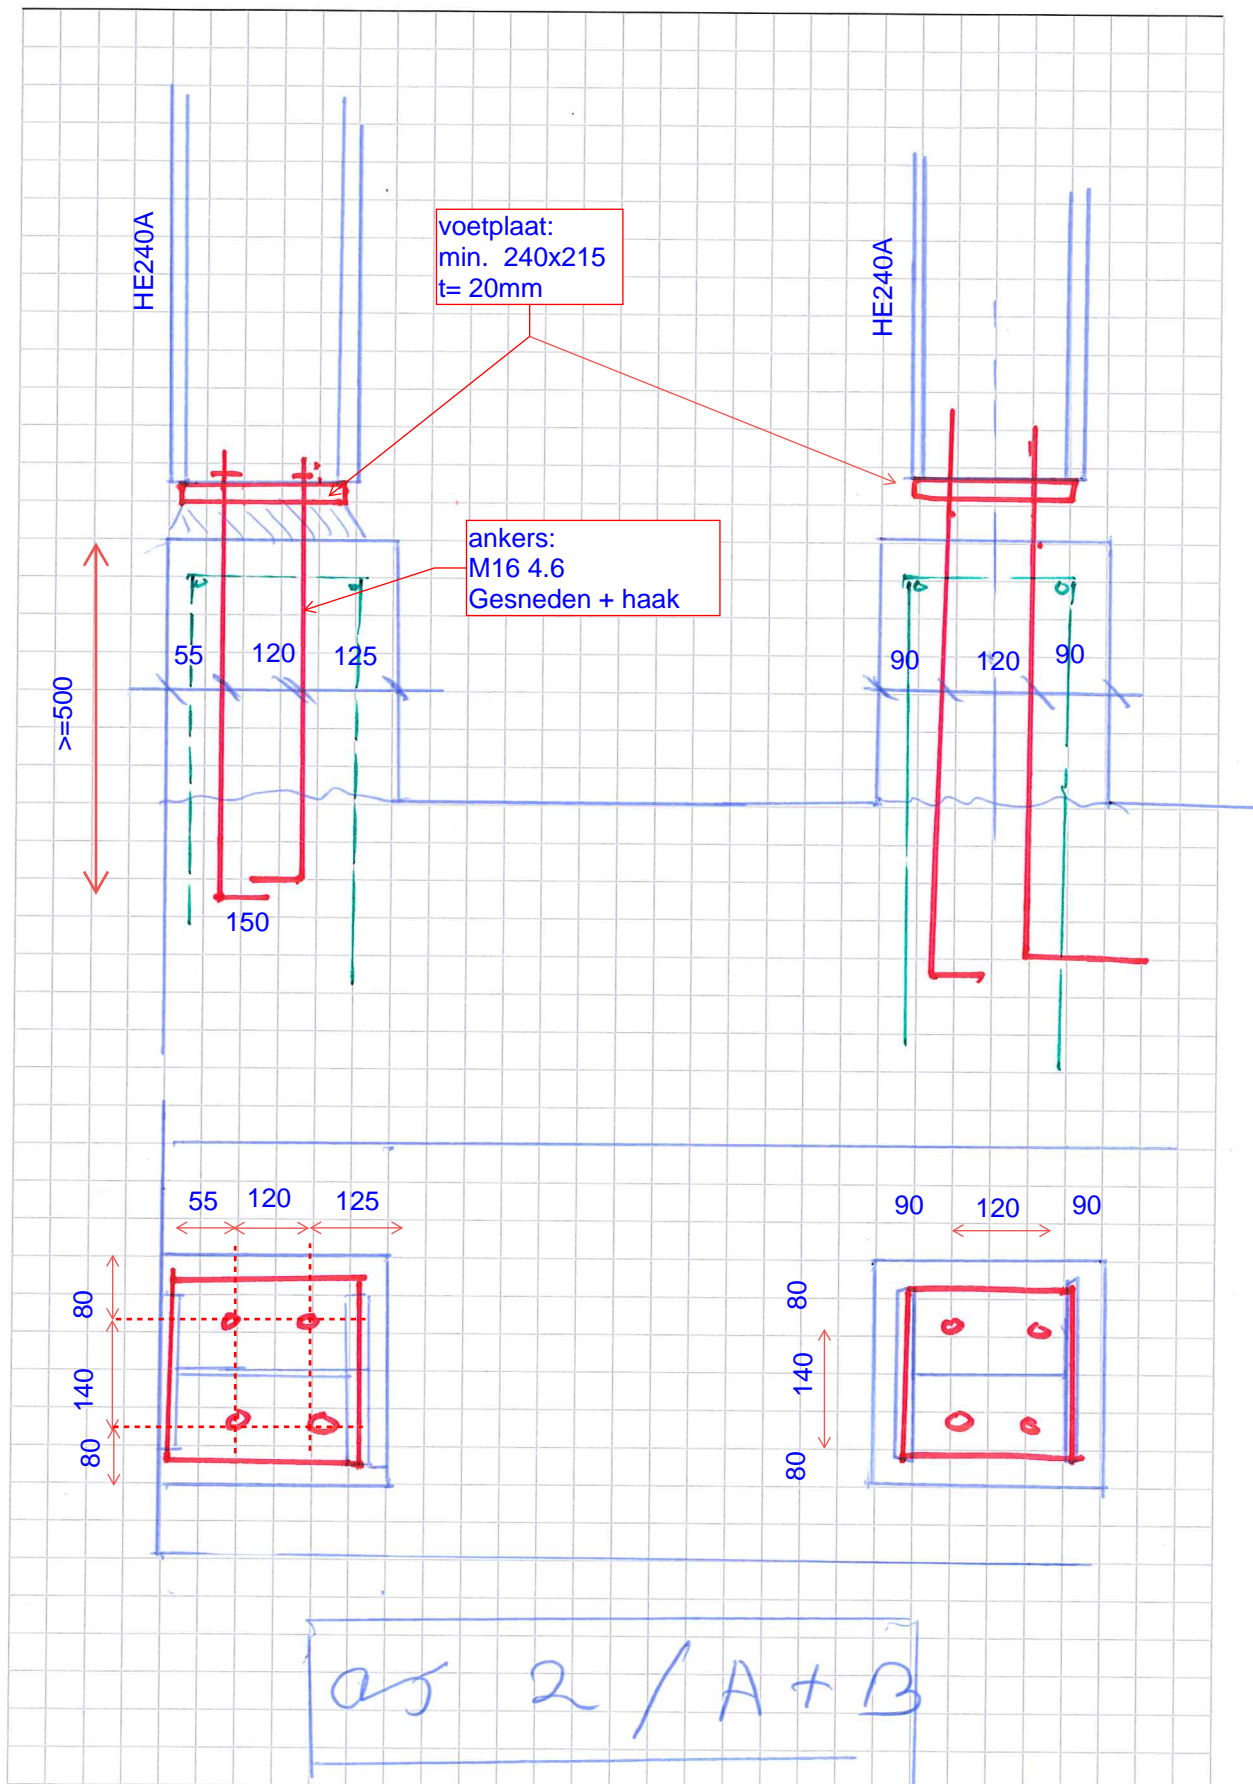 HE240A
HE240A
voetplaat:
min. 240x215
t= 20mm
ankers:
M16 4.6
Gesneden + haak
>=500
55 120 125
90 120 90
150
55 120 125
90 120 90
80
140
80
80
140
80
as 2 / A + B